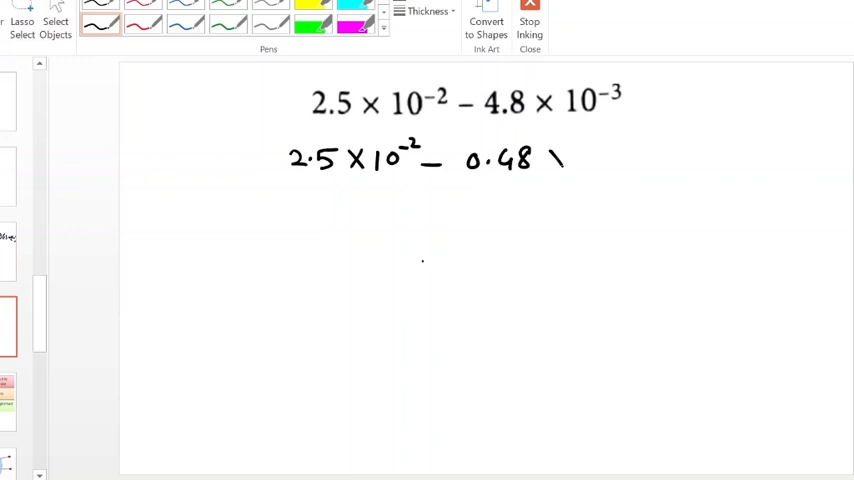 Lasso Select
Select Objects
Thickness
Convert to Shapes
Stop Inking
Pens
Ink Art
Close
2.5 × 10⁻² – 4.8 × 10⁻³
2.5 × 10⁻² – 0.48 \